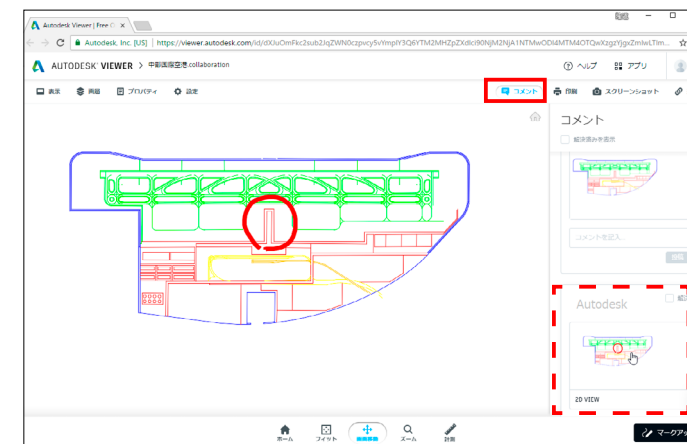 Autodesk Viewer | Free O
Autodesk, Inc. [US] | https://viewer.autodesk.com/id/
AUTODESK® VIEWER > 中部国際空港.collaboration
ヘルプ アプリ
表示 画層 プロパティ 設定 コメント 印刷 スクリーンショット
コメント
解決済みを表示
コメントを記入...
投稿
Autodesk
2D VIEW
マークアッ
ホーム フィット 画面移動 ズーム 計測